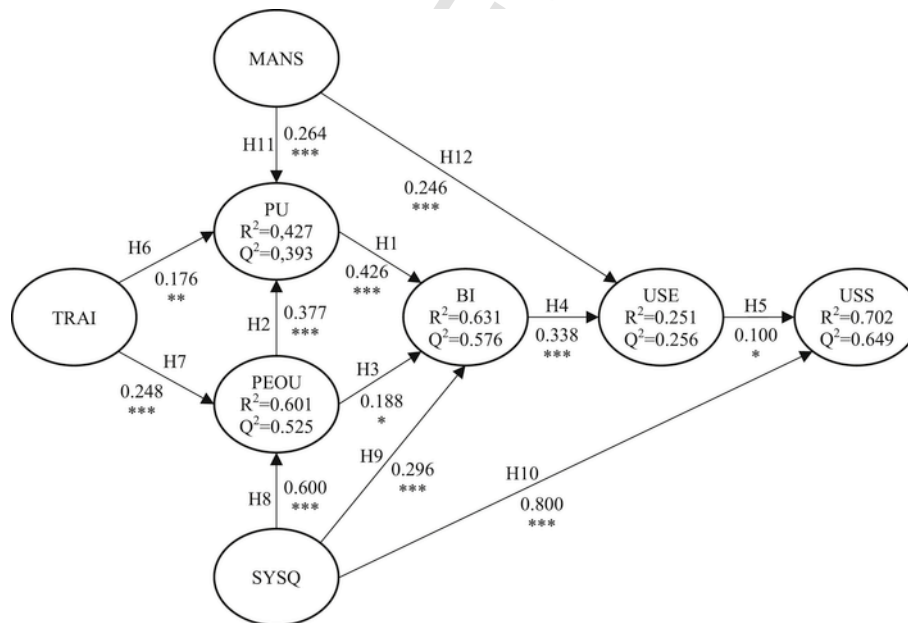 MANS
H11
0.264
***
H12
0.246
***
PU
R²=0,427
Q²=0,393
H6
0.176
**
H1
0.426
***
TRAI
H2
0.377
***
BI
R²=0.631
Q²=0.576
H4
0.338
***
USE
R²=0.251
Q²=0.256
H5
0.100
*
USS
R²=0.702
Q²=0.649
H7
0.248
***
PEOU
R²=0.601
Q²=0.525
H3
0.188
*
H9
0.296
***
H8
0.600
***
H10
0.800
***
SYSQ